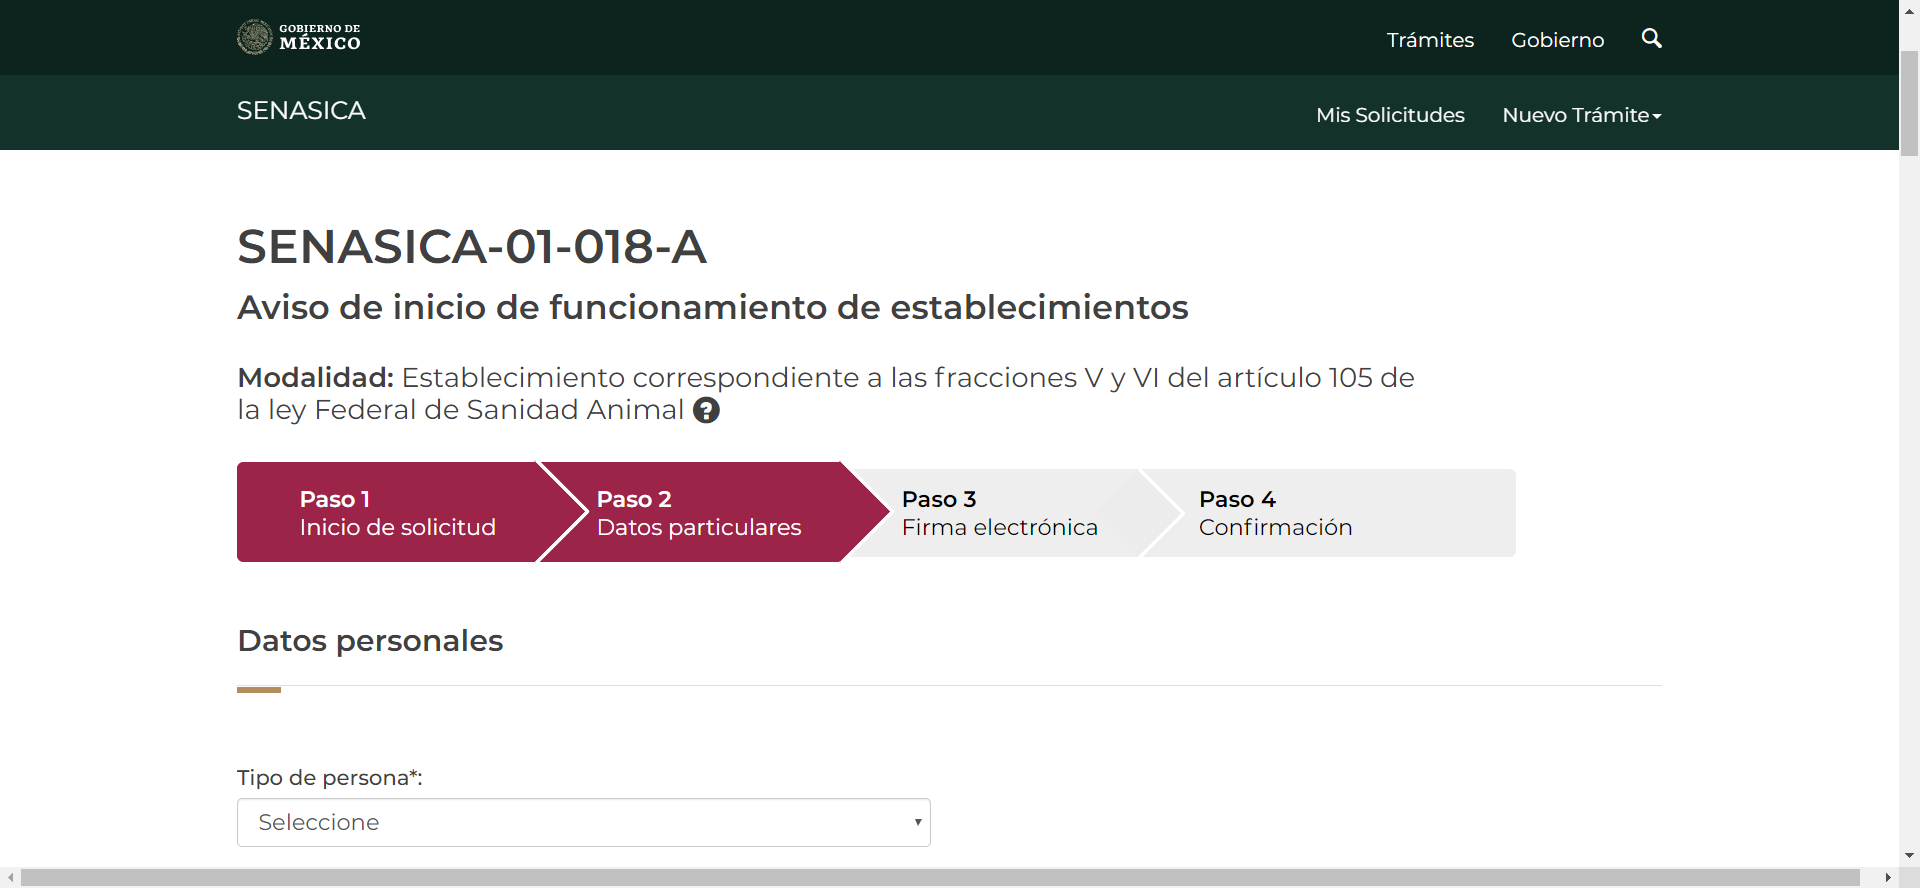 GOBIERNO DE
MÉXICO
Trámites
Gobierno
SENASICA
Mis Solicitudes
Nuevo Trámite
SENASICA-01-018-A
Aviso de inicio de funcionamiento de establecimientos
Modalidad: Establecimiento correspondiente a las fracciones V y VI del artículo 105 de
la ley Federal de Sanidad Animal ?
Paso 1
Inicio de solicitud
Paso 2
Datos particulares
Paso 3
Firma electrónica
Paso 4
Confirmación
Datos personales
Tipo de persona*:
Seleccione